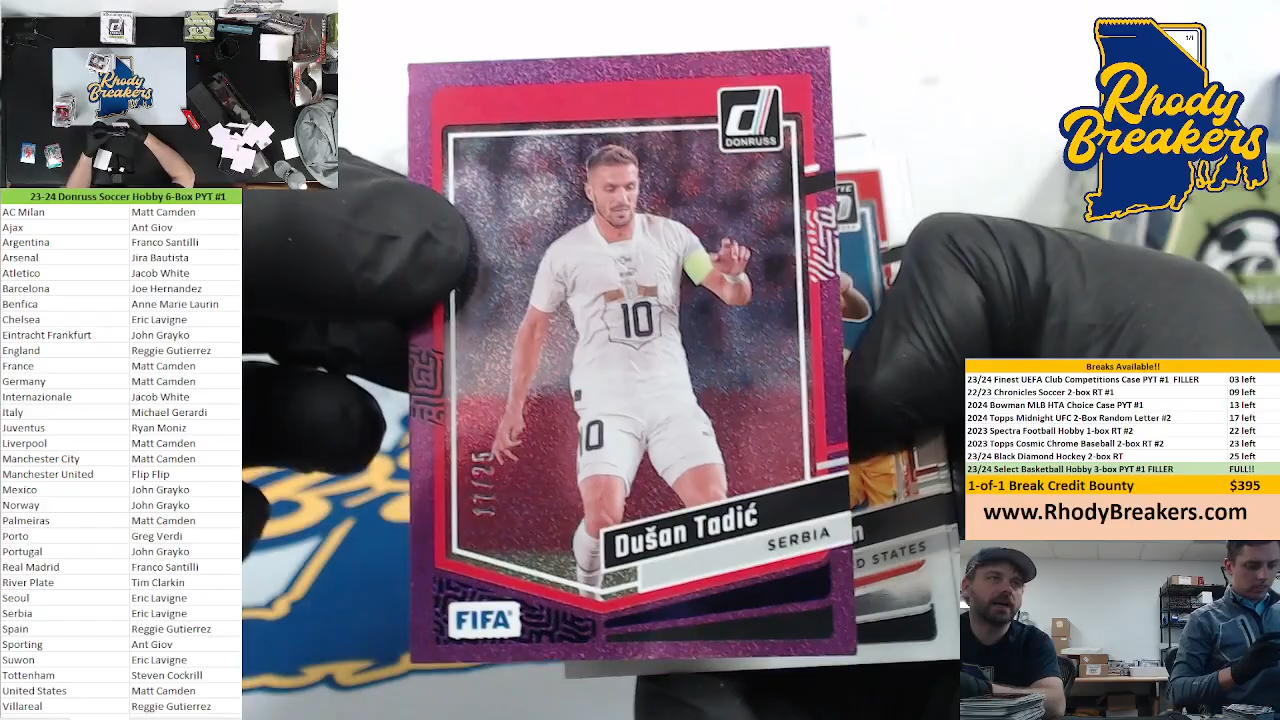 Rhody
Breakers
23-24 Donruss Soccer Hobby 6-Box PYT #1
AC Milan Matt Camden
Ajax Ant Giov
Argentina Franco Santilli
Arsenal Jira Bautista
Atletico Jacob White
Barcelona Joe Hernandez
Benfica Anne Marie Laurin
Chelsea Eric Lavigne
Eintracht Frankfurt John Grayko
England Reggie Gutierrez
France Matt Camden
Germany Matt Camden
Internazionale Jacob White
Italy Michael Gerardi
Juventus Ryan Moniz
Liverpool Matt Camden
Manchester City Matt Camden
Manchester United Flip Flip
Mexico John Grayko
Norway John Grayko
Palmeiras Matt Camden
Porto Greg Verdi
Portugal John Grayko
Real Madrid Franco Santilli
River Plate Tim Clarkin
Seoul Eric Lavigne
Serbia Eric Lavigne
Spain Reggie Gutierrez
Sporting Ant Giov
Suwon Eric Lavigne
Tottenham Steven Cockrill
United States Matt Camden
Villareal Reggie Gutierrez
d
DONRUSS
10
10
17/25
Dušan Tadić
SERBIA
FIFA
n
D STATES
1/1
Rhody
Breakers
Breaks Available!!
23/24 Finest UEFA Club Competitions Case PYT #1 FILLER 03 left
22/23 Chronicles Soccer 2-box RT #1 09 left
2024 Bowman MLB HTA Choice Case PYT #1 13 left
2024 Topps Midnight UFC 2-Box Random Letter #2 17 left
2023 Spectra Football Hobby 1-box RT #2 22 left
2023 Topps Cosmic Chrome Baseball 2-box RT #2 23 left
23/24 Black Diamond Hockey 2-box RT 25 left
23/24 Select Basketball Hobby 3-box PYT #1 FILLER FULL!!
1-of-1 Break Credit Bounty $395
www.RhodyBreakers.com